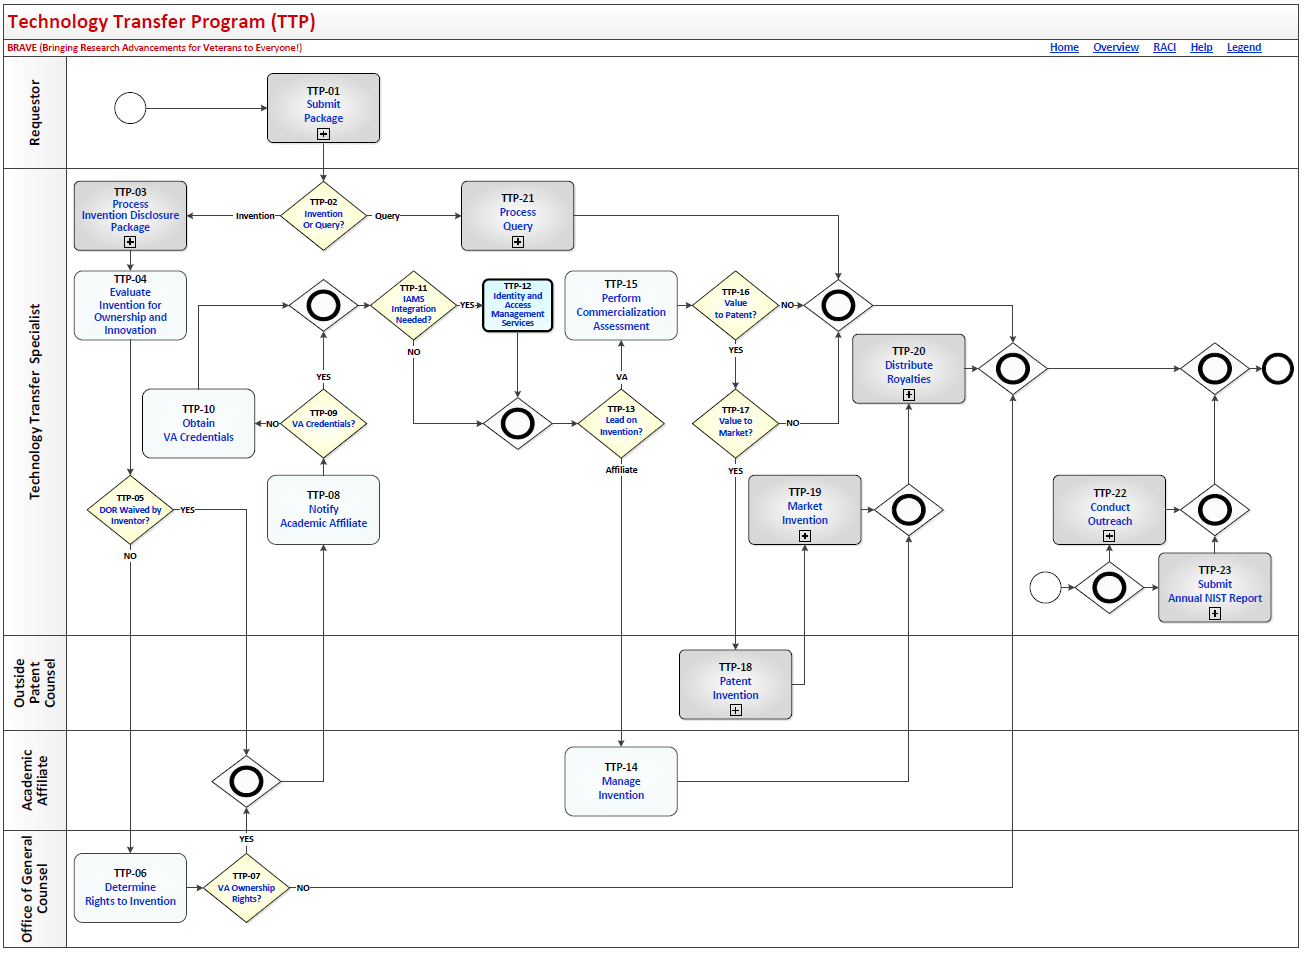 Technology Transfer Program (TTP)
BRAVE (Bringing Research Advancements for Veterans to Everyone!)
Home Overview RACI Help Legend
Requestor
TTP-01
Submit
Package
Technology Transfer Specialist
TTP-03
Process
Invention Disclosure
Package
Invention
TTP-02
Invention
Or Query?
Query
TTP-21
Process
Query
TTP-04
Evaluate
Invention for
Ownership and
Innovation
TTP-11
IAMS
Integration
Needed?
YES
NO
TTP-12
Identity and
Access
Management
Services
TTP-15
Perform
Commercialization
Assessment
TTP-16
Value
to Patent?
NO
YES
TTP-20
Distribute
Royalties
TTP-10
Obtain
VA Credentials
NO
YES
TTP-09
VA Credentials?
VA
TTP-13
Lead on
Invention?
Affiliate
TTP-17
Value to
Market?
NO
YES
TTP-05
DOR Waived by
Inventor?
YES
NO
TTP-08
Notify
Academic Affiliate
TTP-19
Market
Invention
TTP-22
Conduct
Outreach
TTP-23
Submit
Annual NIST Report
Outside
Patent
Counsel
TTP-18
Patent
Invention
Academic
Affiliate
TTP-14
Manage
Invention
Office of General
Counsel
TTP-06
Determine
Rights to Invention
YES
TTP-07
VA Ownership
Rights?
NO